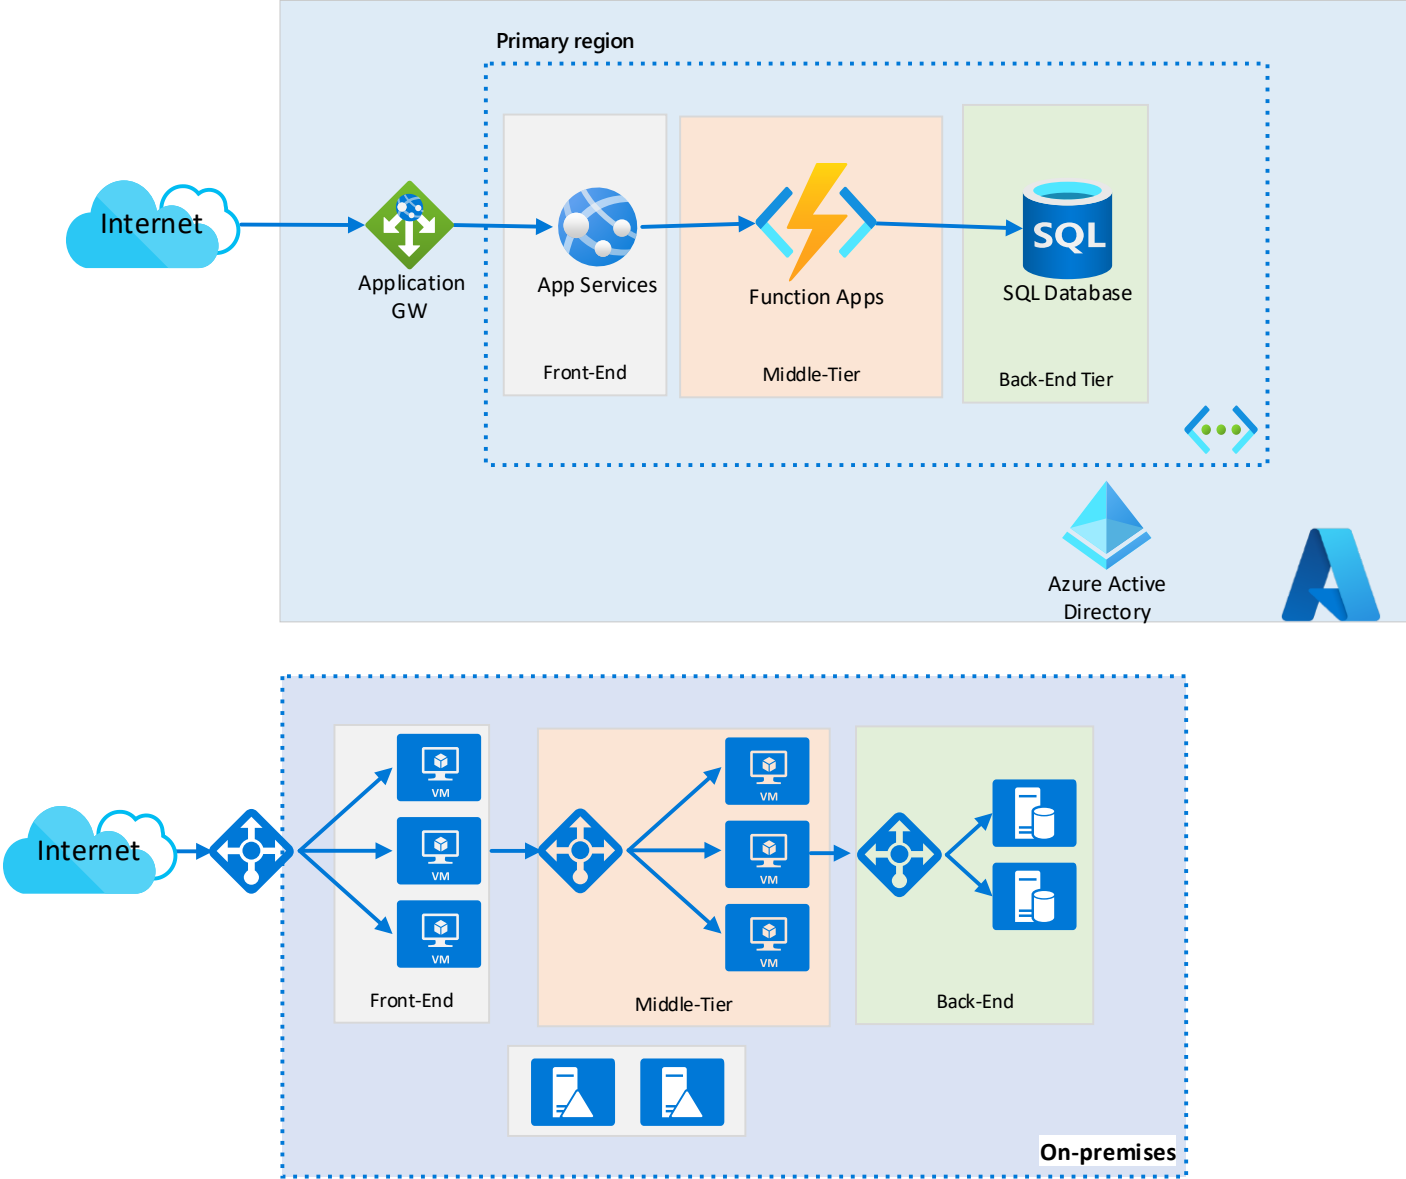 Primary region
Internet
Application
GW
App Services
Function Apps
SQL
SQL Database
Front-End
Middle-Tier
Back-End Tier
Azure Active
Directory
Internet
VM
VM
VM
Front-End
VM
VM
VM
Middle-Tier
Back-End
On-premises